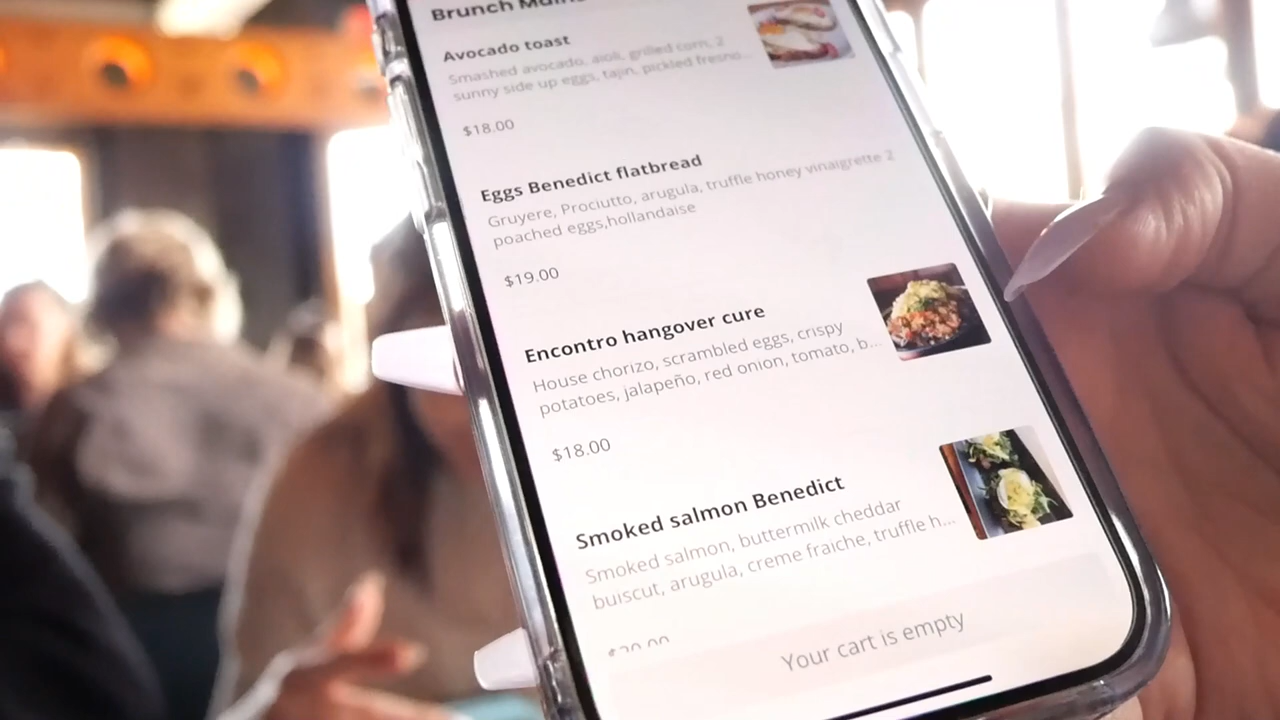 Brunch Mains
Avocado toast
Smashed avocado, aioli, grilled corn, 2
sunny side up eggs, tajin, pickled fresno...
$18.00
Eggs Benedict flatbread
Gruyere, Prociutto, arugula, truffle honey vinaigrette 2
poached eggs,hollandaise
$19.00
Encontro hangover cure
House chorizo, scrambled eggs, crispy
potatoes, jalapeño, red onion, tomato, b...
$18.00
Smoked salmon Benedict
Smoked salmon, buttermilk cheddar
buiscut, arugula, creme fraiche, truffle h...
Your cart is empty